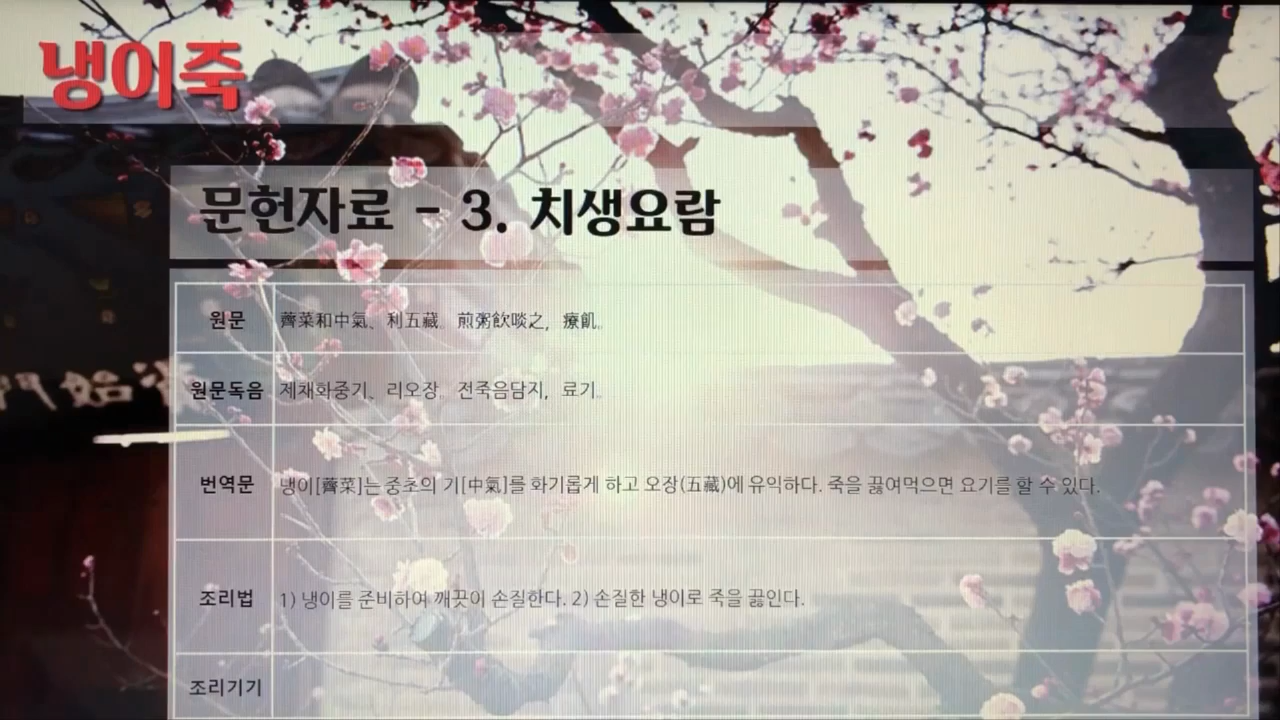 냉이죽
문헌자료 - 3. 치생요람
원문 薺菜和中氣、利五藏。煎粥飮啖之, 療飢。
원문독음 제채화중기、리오장。전죽음담지, 료기。
번역문 냉이[薺菜]는 중초의 기[中氣]를 화기롭게 하고 오장(五藏)에 유익하다. 죽을 끓여먹으면 요기를 할 수 있다.
조리법 1) 냉이를 준비하여 깨끗이 손질한다. 2) 손질한 냉이로 죽을 끓인다.
조리기기
門始